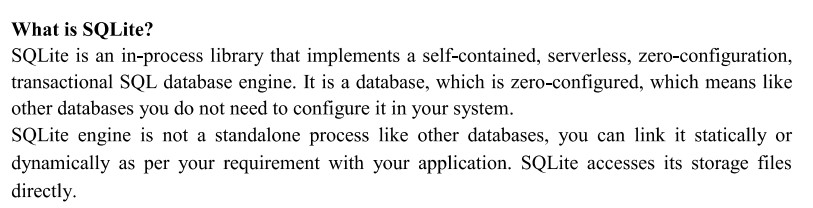 What is SQLite?
SQLite is an in-process library that implements a self-contained, serverless, zero-configuration,
transactional SQL database engine. It is a database, which is zero-configured, which means like
other databases you do not need to configure it in your system.
SQLite engine is not a standalone process like other databases, you can link it statically or
dynamically as per your requirement with your application. SQLite accesses its storage files
directly.